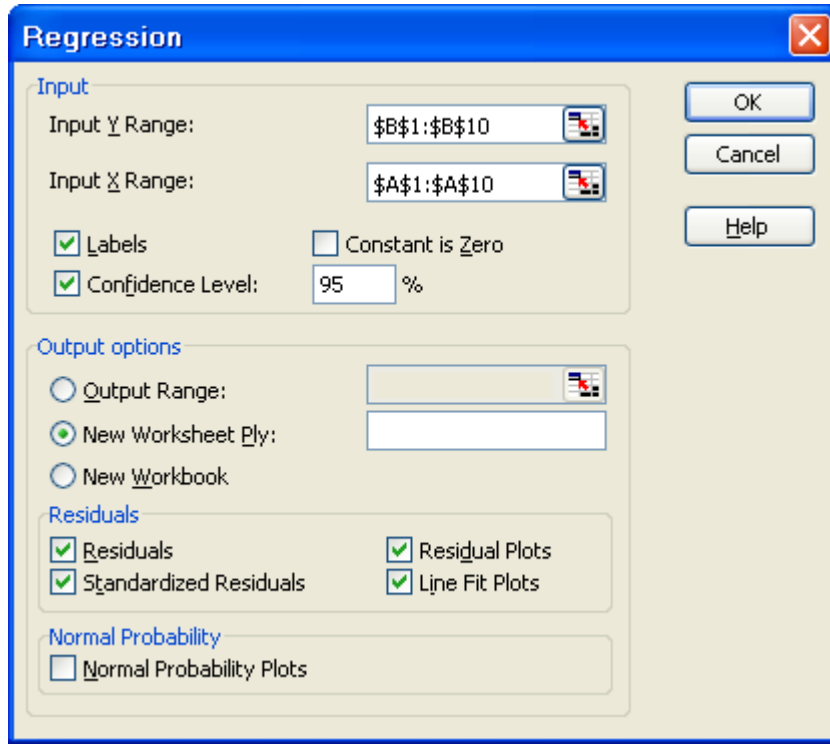 Regression
Input
Input Y Range:
$B$1:$B$10
Input X Range:
$A$1:$A$10
Labels
Constant is Zero
Confidence Level:
95 %
OK
Cancel
Help
Output options
Output Range:
New Worksheet Ply:
New Workbook
Residuals
Residuals
Residual Plots
Standardized Residuals
Line Fit Plots
Normal Probability
Normal Probability Plots